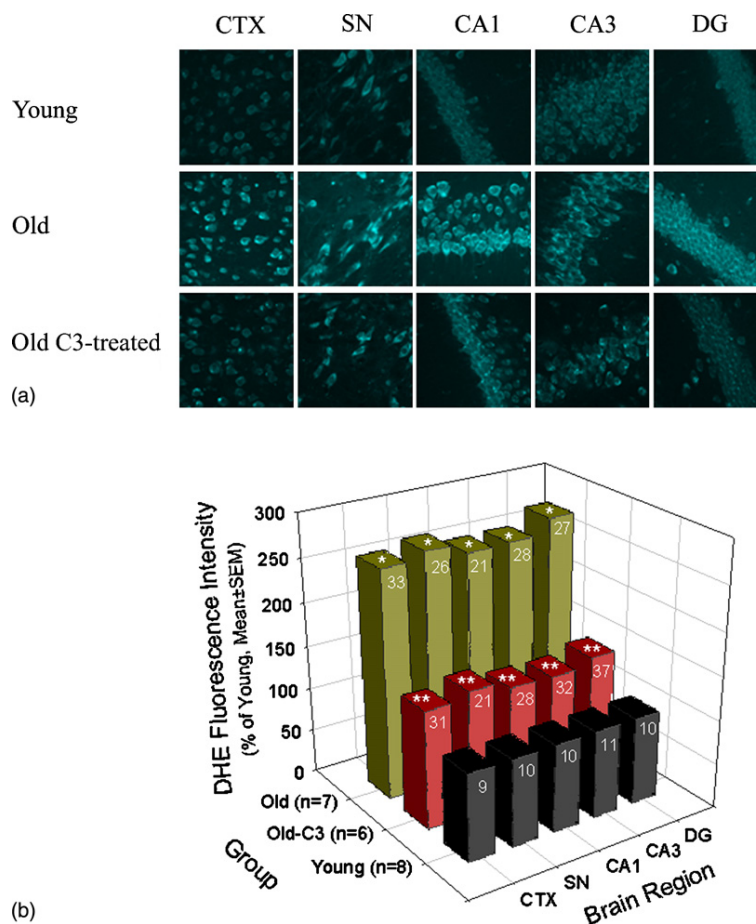 CTX SN CA1 CA3 DG
Young
Old
Old C3-treated
(a)
DHE Fluorescence Intensity
(% of Young, Mean±SEM)
300
250
200
150
100
50
0
* * * * *
33 26 21 28 27
** ** ** ** **
31 21 28 32 37
9 10 10 11 10
Old (n=7)
Old-C3 (n=6)
Young (n=8)
Group
CTX
SN
CA1
CA3
DG
Brain Region
(b)